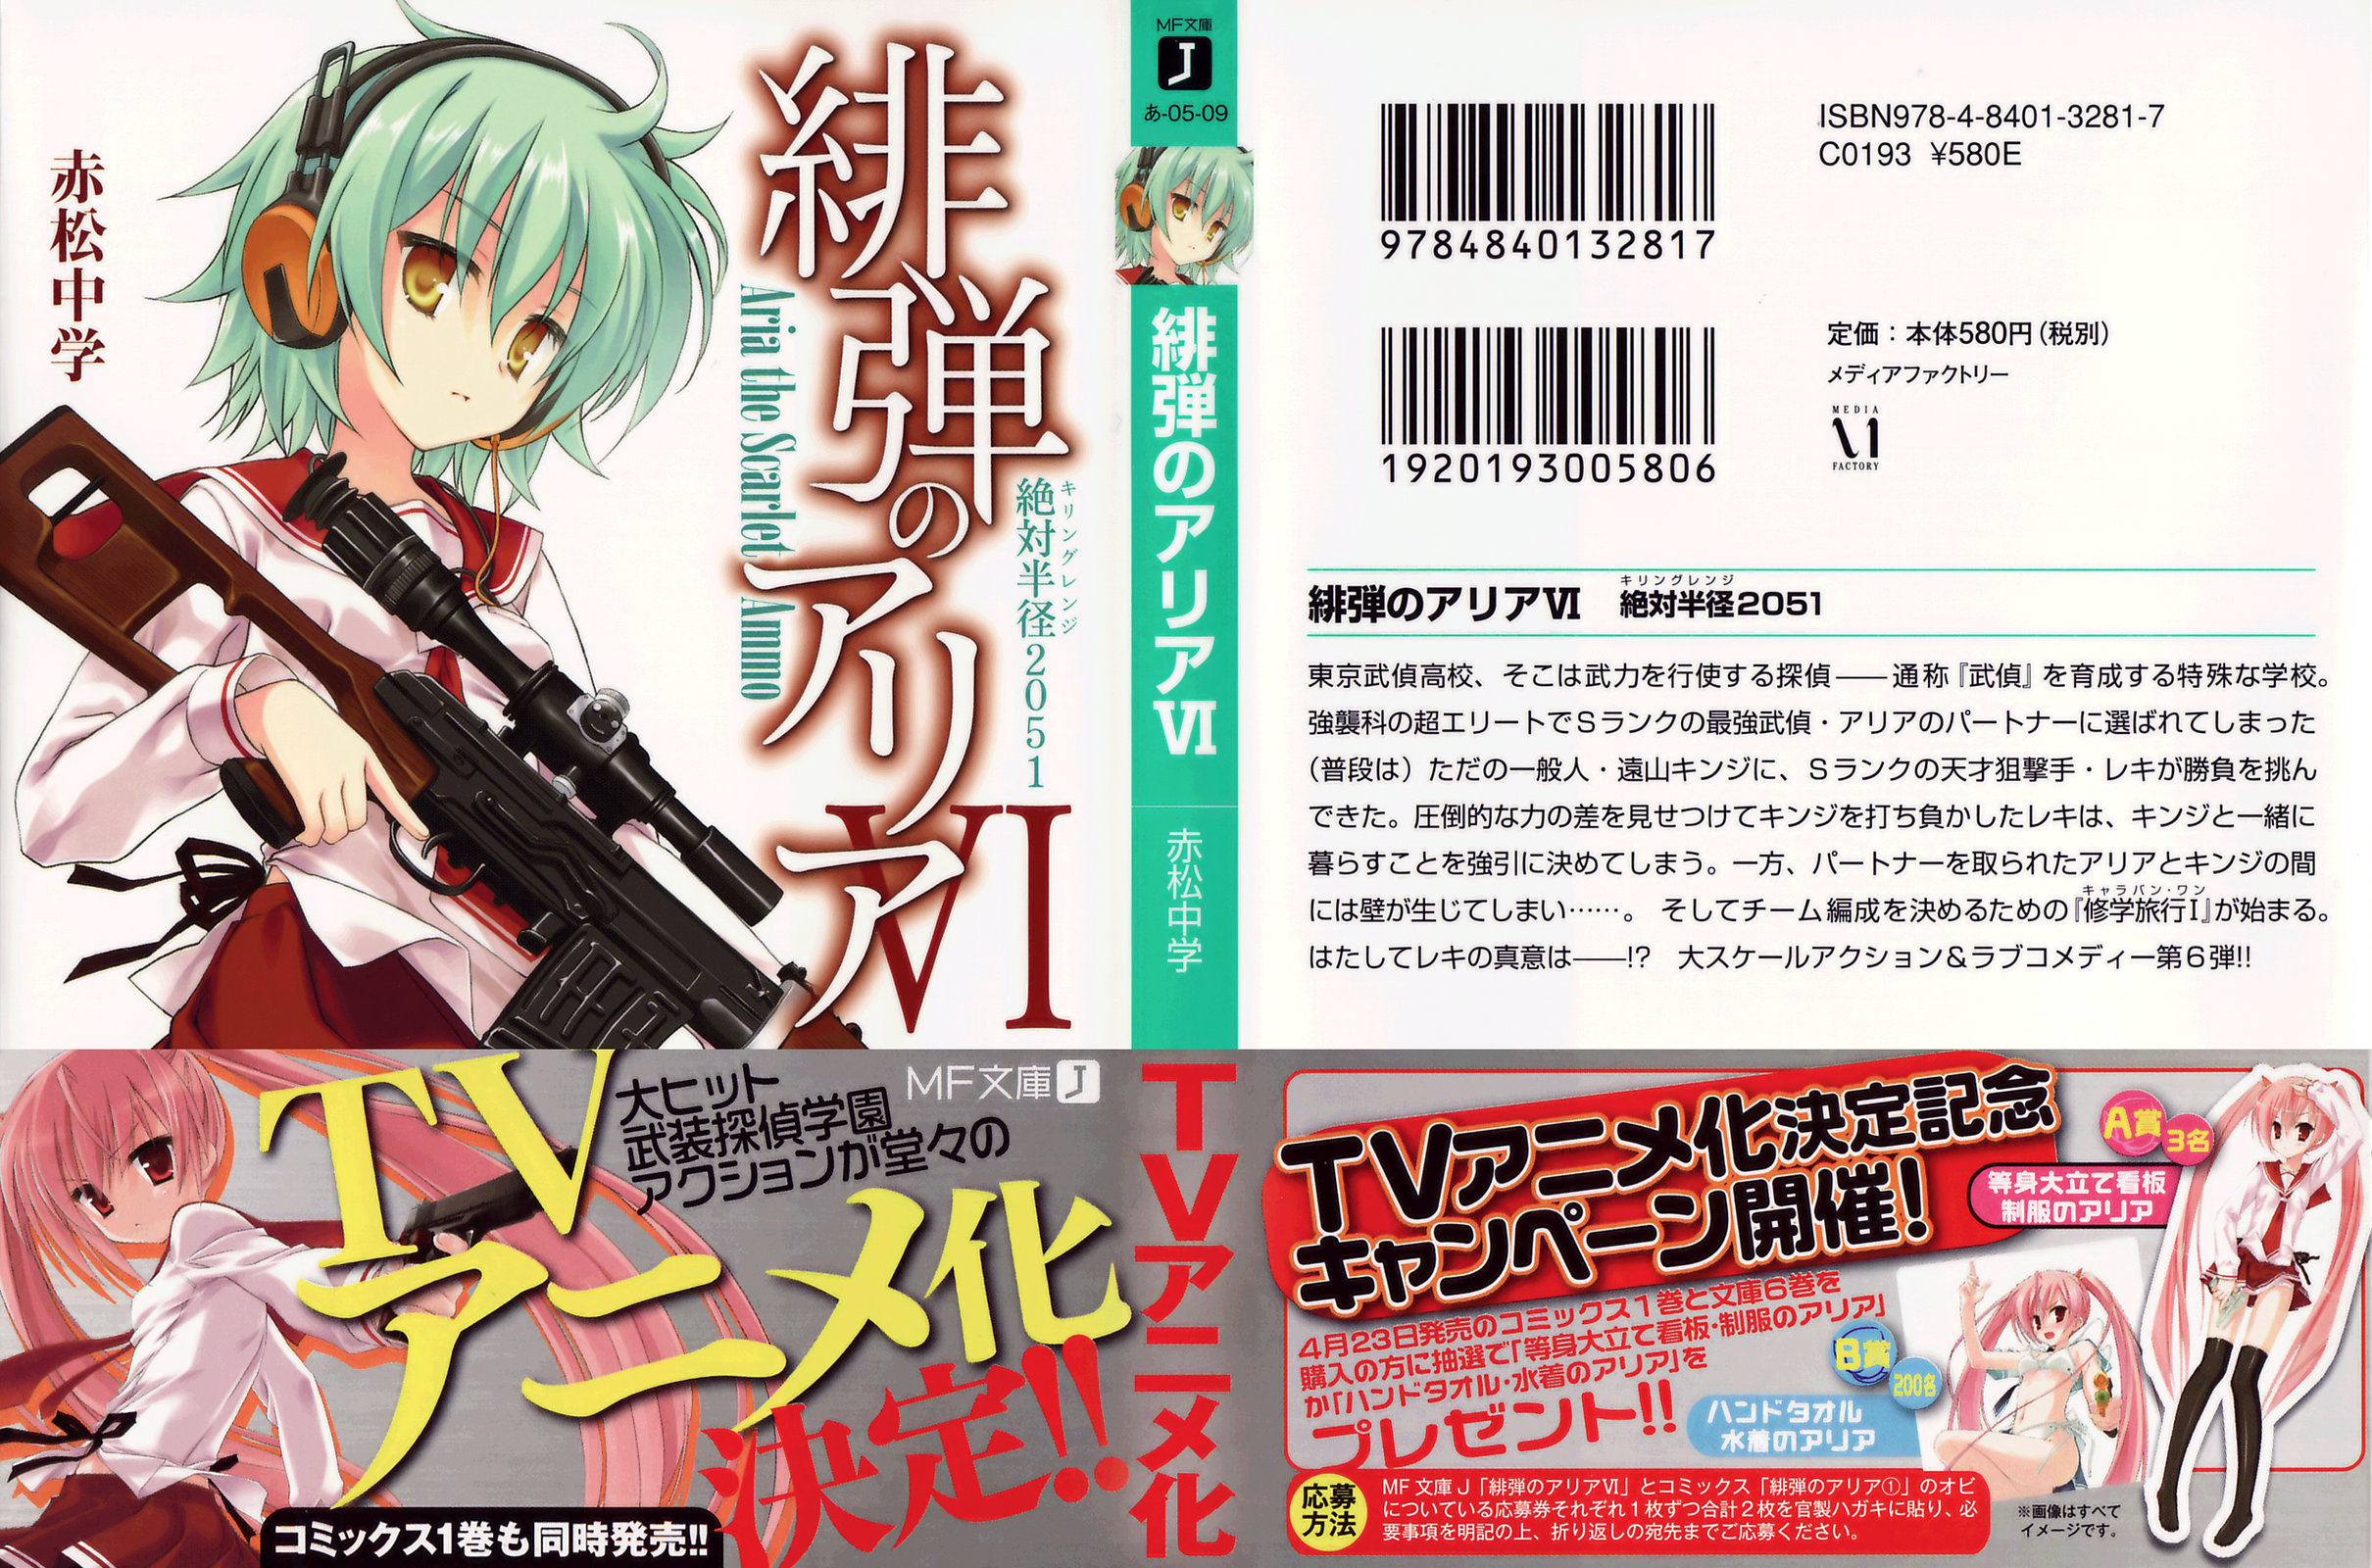 赤松中学
緋弾のアリア
Aria the Scarlet Ammo
キリングレンジ
絶対半径2051
VI
MF文庫
J
あ-05-09
緋弾のアリアⅥ
赤松中学
9784840132817
ISBN978-4-8401-3281-7
C0193 ¥580E
1920193005806
定価:本体580円(税別)
メディアファクトリー
MEDIA
FACTORY
キリングレンジ
緋弾のアリアⅥ 絶対半径2051
東京武偵高校、そこは武力を行使する探偵――通称『武偵』を育成する特殊な学校。
強襲科の超エリートでSランクの最強武偵・アリアのパートナーに選ばれてしまった
(普段は)ただの一般人・遠山キンジに、Sランクの天才狙撃手・レキが勝負を挑ん
できた。圧倒的な力の差を見せつけてキンジを打ち負かしたレキは、キンジと一緒に
暮らすことを強引に決めてしまう。一方、パートナーを取られたアリアとキンジの間
キャラバン・ワン
には壁が生じてしまい……。 そしてチーム編成を決めるための『修学旅行Ⅰ』が始まる。
はたしてレキの真意は――!? 大スケールアクション&ラブコメディー第6弾!!
大ヒット
武装探偵学園
アクションが堂々の
MF文庫J
TV
アニメ化
決定!!
コミックス1巻も同時発売!!
TVアニメ化
TVアニメ化決定記念
キャンペーン開催!
4月23日発売のコミックス1巻と文庫6巻を
購入の方に抽選で「等身大立て看板・制服のアリア」
か「ハンドタオル・水着のアリア」を
プレゼント!!
A賞 3名
等身大立て看板
制服のアリア
B賞 200名
ハンドタオル
水着のアリア
応募
方法
MF文庫J「緋弾のアリアⅥ」とコミックス「緋弾のアリア①」のオビ
についている応募券それぞれ1枚ずつ合計2枚を官製ハガキに貼り、必
要事項を明記の上、折り返しの宛先までご応募ください。
※画像はすべて
イメージです。